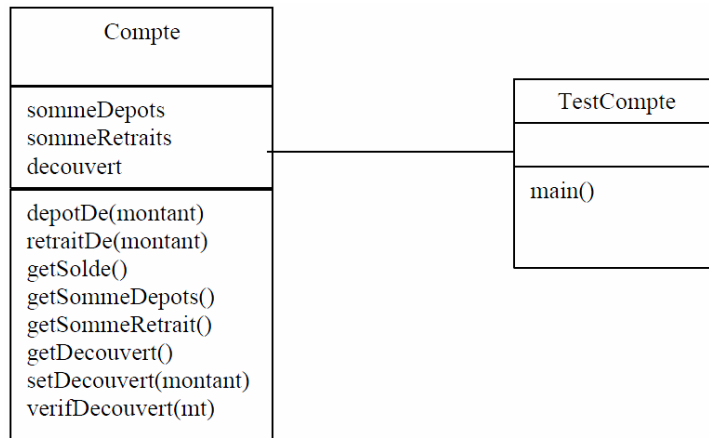 Compte
sommeDepots
sommeRetraits
decouvert
depotDe(montant)
retraitDe(montant)
getSolde()
getSommeDepots()
getSommeRetrait()
getDecouvert()
setDecouvert(montant)
verifDecouvert(mt)
TestCompte
main()